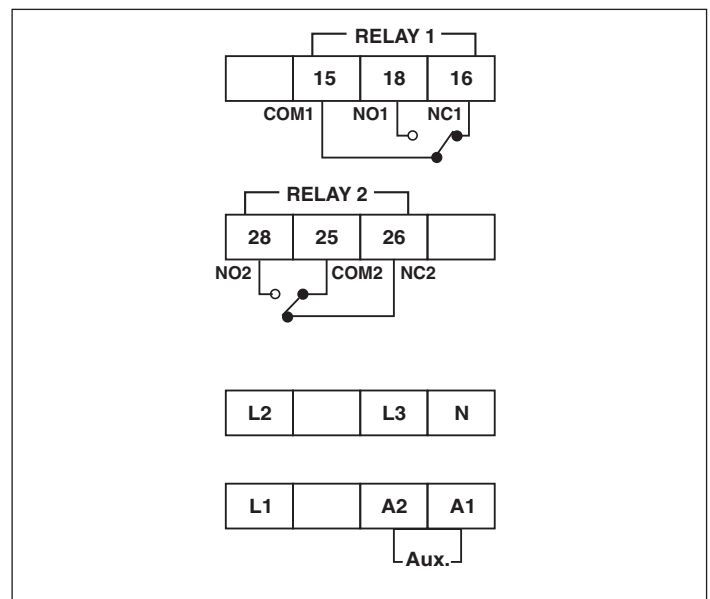 RELAY 1
15 18 16
COM1 NO1 NC1
RELAY 2
28 25 26
NO2 COM2 NC2
L2 L3 N
L1 A2 A1
Aux.